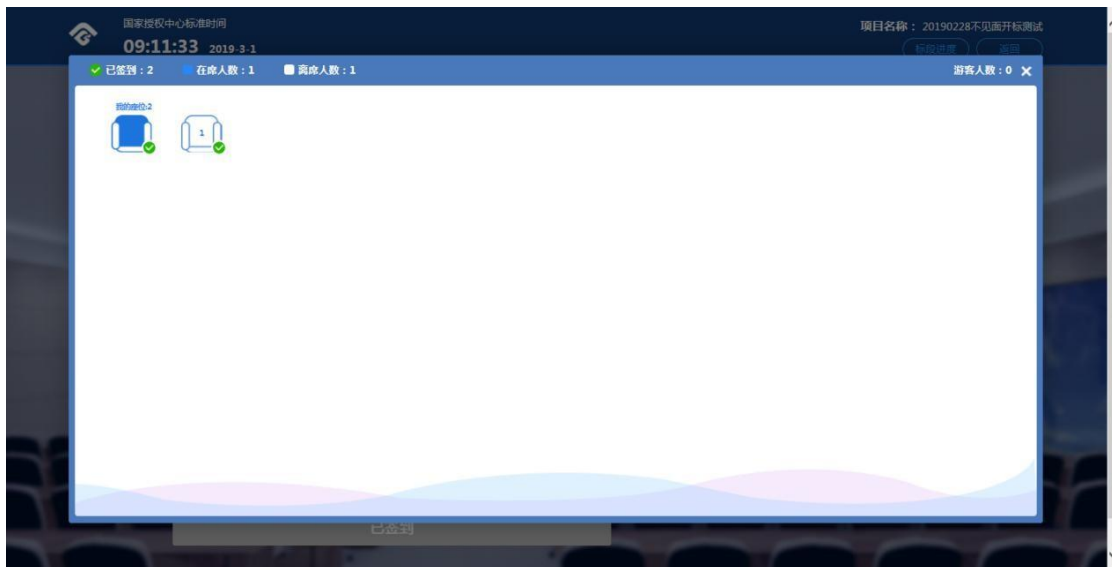 国家授权中心标准时间
09:11:33 2019-3-1
项目名称：20190228不见面开标测试
标段进度 返回
已签到：2 在席人数：1 离席人数：1 游客人数：0
我的座位:2
1
已签到